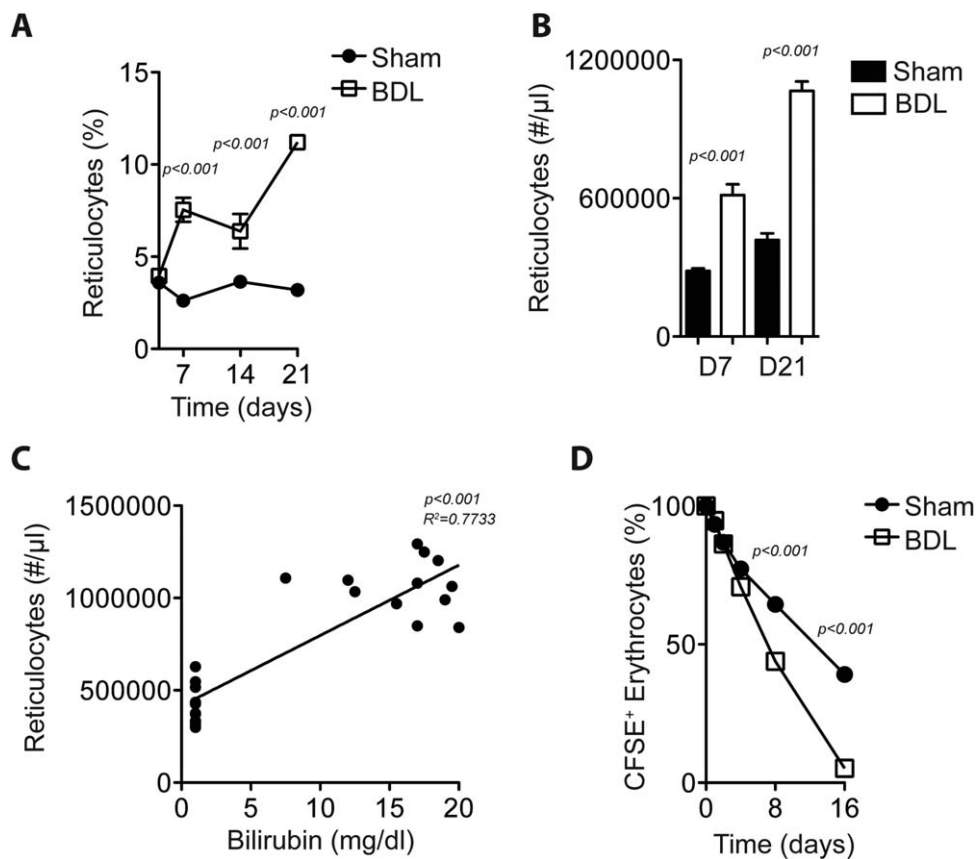 A
Sham
BDL
Reticulocytes (%)
15
10
5
0
p<0.001
p<0.001
p<0.001
7 14 21
Time (days)
B
Sham
BDL
Reticulocytes (#/µl)
1200000
600000
0
p<0.001
p<0.001
D7 D21
C
Reticulocytes (#/µl)
1500000
1000000
500000
0
p<0.001
R²=0.7733
0 5 10 15 20
Bilirubin (mg/dl)
D
Sham
BDL
CFSE⁺ Erythrocytes (%)
100
50
0
p<0.001
p<0.001
0 8 16
Time (days)